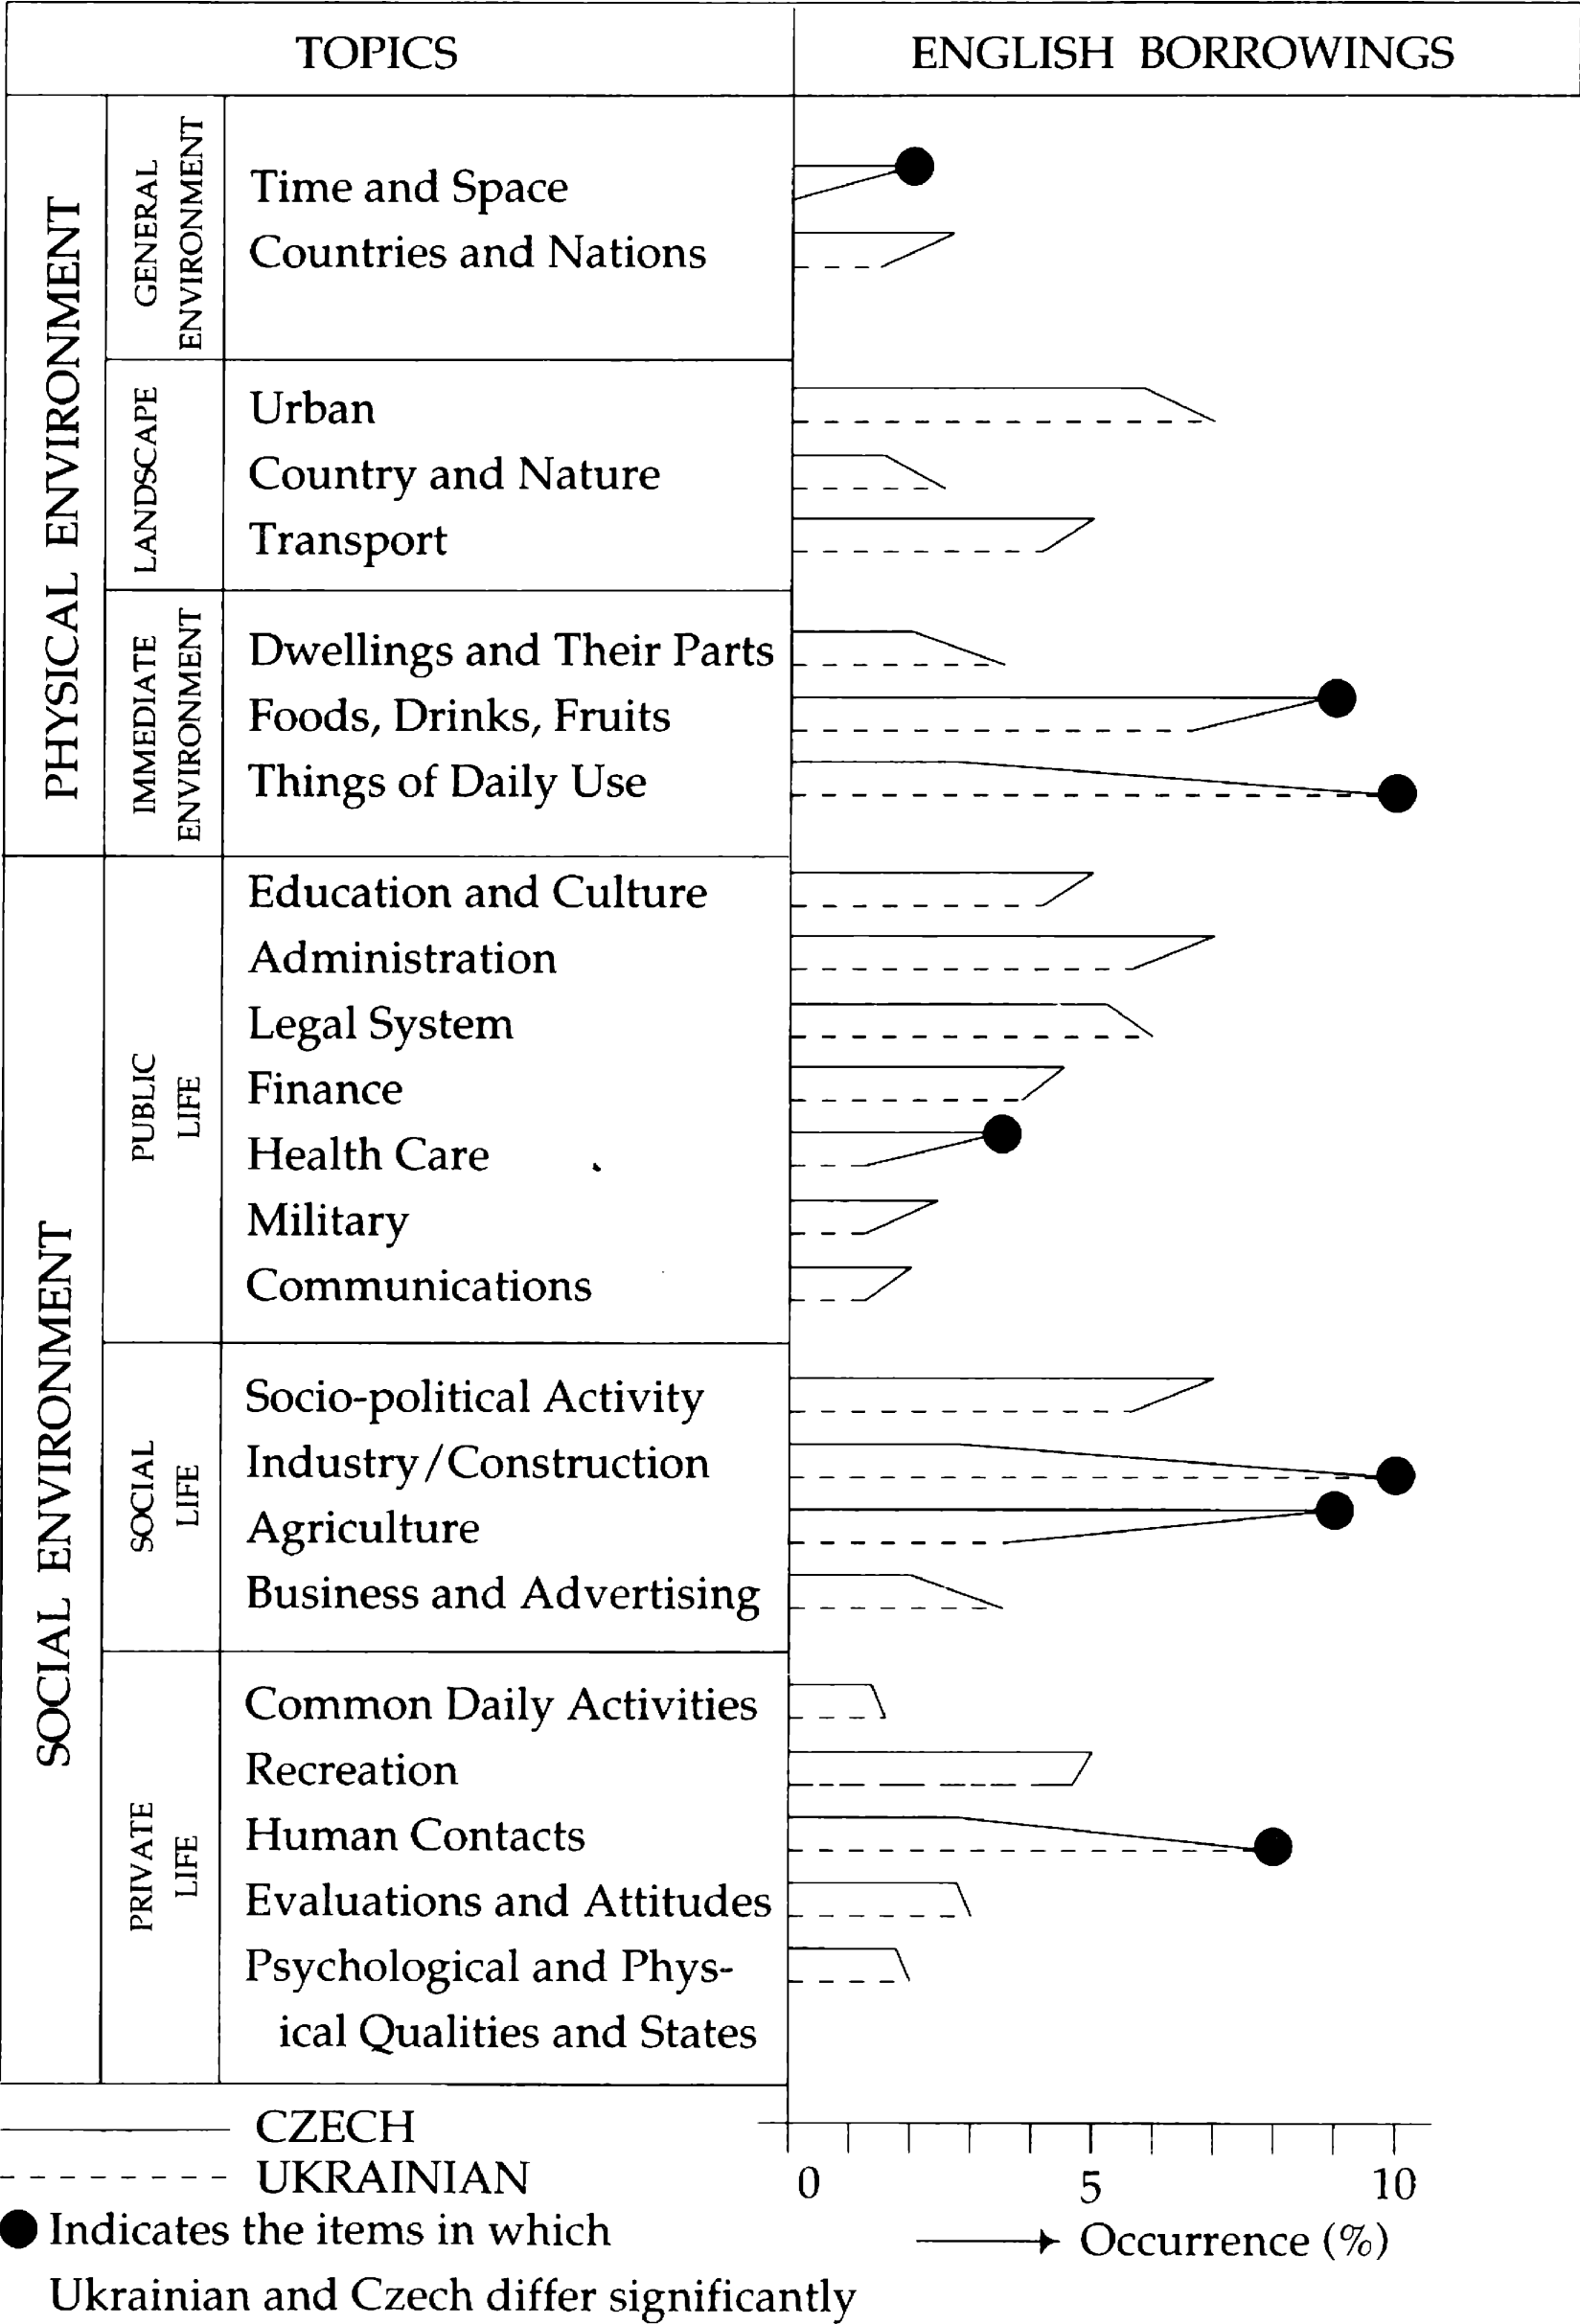 TOPICS
ENGLISH BORROWINGS
PHYSICAL ENVIRONMENT
GENERAL
ENVIRONMENT
Time and Space
Countries and Nations
LANDSCAPE
Urban
Country and Nature
Transport
IMMEDIATE
ENVIRONMENT
Dwellings and Their Parts
Foods, Drinks, Fruits
Things of Daily Use
SOCIAL ENVIRONMENT
PUBLIC
LIFE
Education and Culture
Administration
Legal System
Finance
Health Care
Military
Communications
SOCIAL
LIFE
Socio-political Activity
Industry/Construction
Agriculture
Business and Advertising
PRIVATE
LIFE
Common Daily Activities
Recreation
Human Contacts
Evaluations and Attitudes
Psychological and Phys-
ical Qualities and States
CZECH
UKRAINIAN
0 5 10
Indicates the items in which
Ukrainian and Czech differ significantly
Occurrence (%)